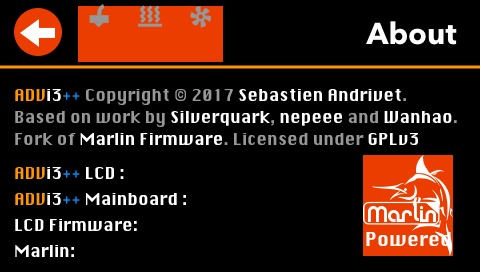 About
ADVi3++ Copyright © 2017 Sebastien Andrivet.
Based on work by Silverquark, nepeee and Wanhao.
Fork of Marlin Firmware. Licensed under GPLv3
ADVi3++ LCD :
ADVi3++ Mainboard :
LCD Firmware:
Marlin:
Marlin
Powered